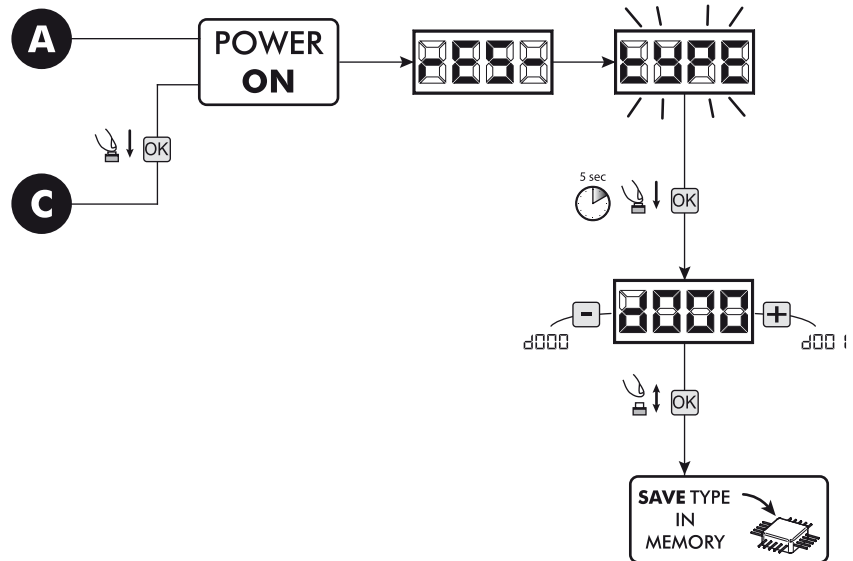 A
POWER
ON
rES-
tYPE
OK
C
5 sec
OK
-
d000
+
d000
d001
OK
SAVE TYPE
IN
MEMORY